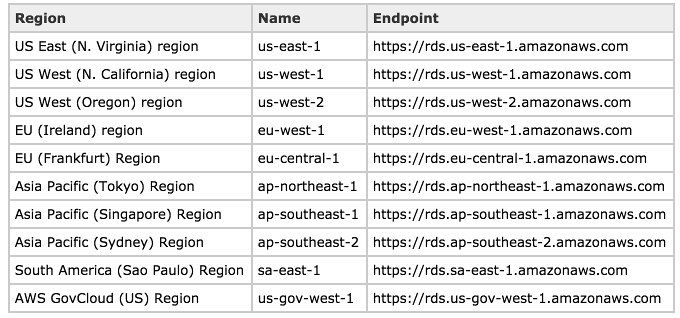 Region Name Endpoint
US East (N. Virginia) region us-east-1 https://rds.us-east-1.amazonaws.com
US West (N. California) region us-west-1 https://rds.us-west-1.amazonaws.com
US West (Oregon) region us-west-2 https://rds.us-west-2.amazonaws.com
EU (Ireland) region eu-west-1 https://rds.eu-west-1.amazonaws.com
EU (Frankfurt) Region eu-central-1 https://rds.eu-central-1.amazonaws.com
Asia Pacific (Tokyo) Region ap-northeast-1 https://rds.ap-northeast-1.amazonaws.com
Asia Pacific (Singapore) Region ap-southeast-1 https://rds.ap-southeast-1.amazonaws.com
Asia Pacific (Sydney) Region ap-southeast-2 https://rds.ap-southeast-2.amazonaws.com
South America (Sao Paulo) Region sa-east-1 https://rds.sa-east-1.amazonaws.com
AWS GovCloud (US) Region us-gov-west-1 https://rds.us-gov-west-1.amazonaws.com